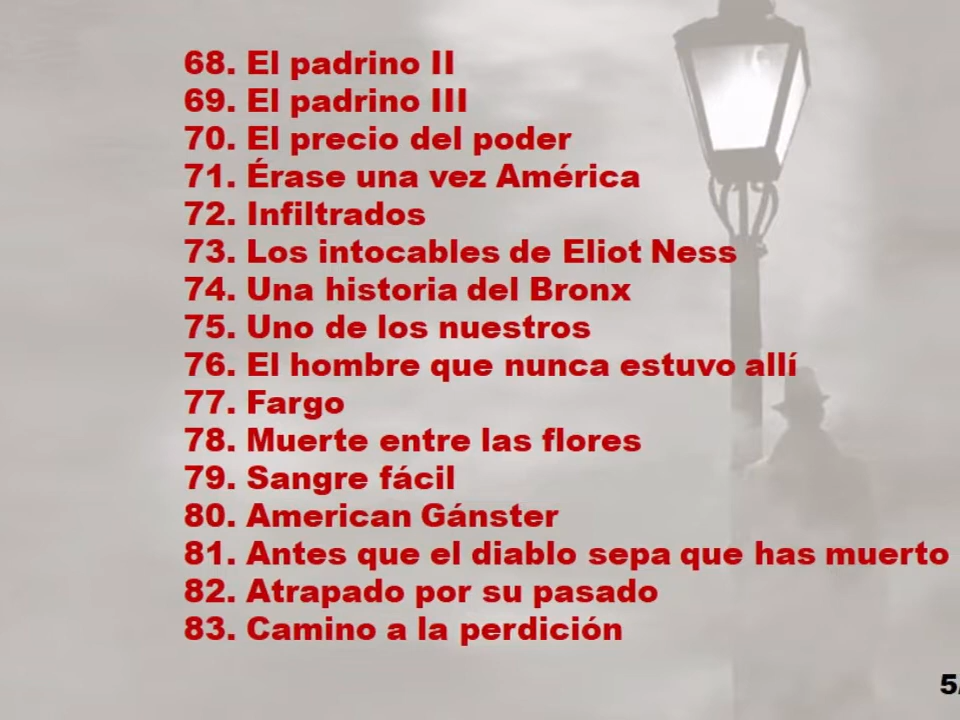 68. El padrino II
69. El padrino III
70. El precio del poder
71. Érase una vez América
72. Infiltrados
73. Los intocables de Eliot Ness
74. Una historia del Bronx
75. Uno de los nuestros
76. El hombre que nunca estuvo allí
77. Fargo
78. Muerte entre las flores
79. Sangre fácil
80. American Gánster
81. Antes que el diablo sepa que has muerto
82. Atrapado por su pasado
83. Camino a la perdición
5/